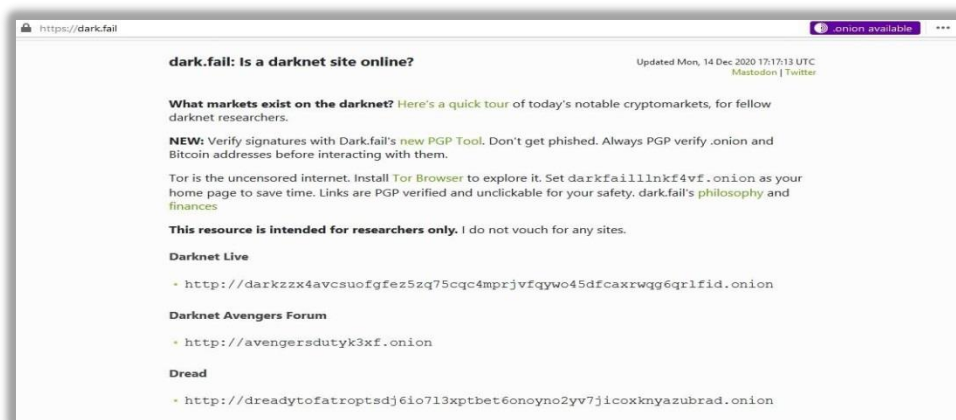 https://dark.fail
.onion available
dark.fail: Is a darknet site online?
Updated Mon, 14 Dec 2020 17:17:13 UTC
Mastodon | Twitter
What markets exist on the darknet? Here's a quick tour of today's notable cryptomarkets, for fellow
darknet researchers.
NEW: Verify signatures with Dark.fail's new PGP Tool. Don't get phished. Always PGP verify .onion and
Bitcoin addresses before interacting with them.
Tor is the uncensored internet. Install Tor Browser to explore it. Set darkfailllnkf4vf.onion as your
home page to save time. Links are PGP verified and unclickable for your safety. dark.fail's philosophy and
finances
This resource is intended for researchers only. I do not vouch for any sites.
Darknet Live
• http://darkzzx4avcsuofgfez5zq75cqc4mprjvfqywo45dfcaxrwqg6qrlfid.onion
Darknet Avengers Forum
• http://avengersdutyk3xf.onion
Dread
• http://dreadytofatroptsdj6io7l3xptbet6onoyno2yv7jicoxknyazubrad.onion